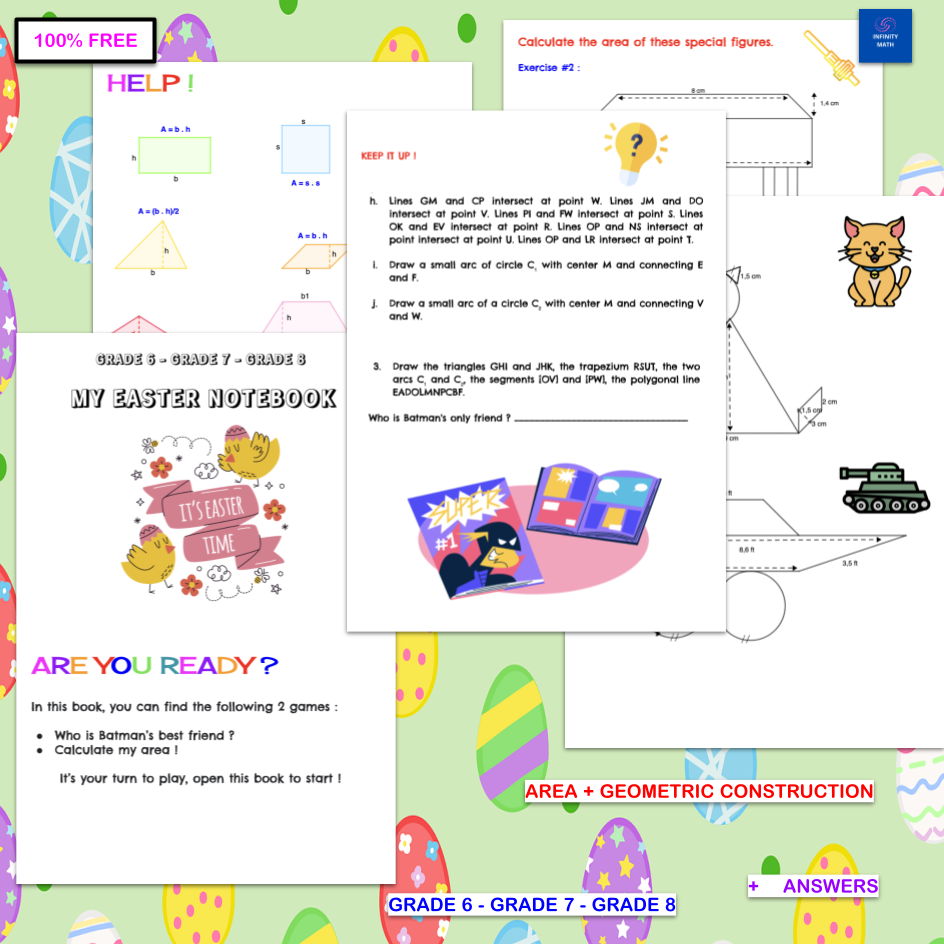 100% FREE
INFINITY
MATH
HELP !
A = b . h
h
b
s
s
A = s . s
A = (b . h)/2
b
A = b . h
h
b
b1
h
Calculate the area of these special figures.
Exercise #2 :
8 cm
1,4 cm
KEEP IT UP !
h. Lines GM and CP intersect at point W. Lines JM and DO
intersect at point V. Lines PI and FW intersect at point S. Lines
OK and EV intersect at point R. Lines OP and NS intersect at
point intersect at point U. Lines OP and LR intersect at point T.
i. Draw a small arc of circle C₁ with center M and connecting E
and F.
j. Draw a small arc of a circle C₂ with center M and connecting V
and W.
3. Draw the triangles GHI and JHK, the trapezium RSUT, the two
arcs C₁ and C₂, the segments [OV] and [PW], the polygonal line
EADOLMNPCBF.
Who is Batman's only friend ?
SUPER
#1
1,5 cm
2 cm
1,5 cm
3 cm
cm
ft
6,6 ft
3,5 ft
GRADE 6 - GRADE 7 - GRADE 8
MY EASTER NOTEBOOK
IT'S EASTER
TIME
ARE YOU READY ?
In this book, you can find the following 2 games :
● Who is Batman's best friend ?
● Calculate my area !
It's your turn to play, open this book to start !
AREA + GEOMETRIC CONSTRUCTION
+ ANSWERS
GRADE 6 - GRADE 7 - GRADE 8